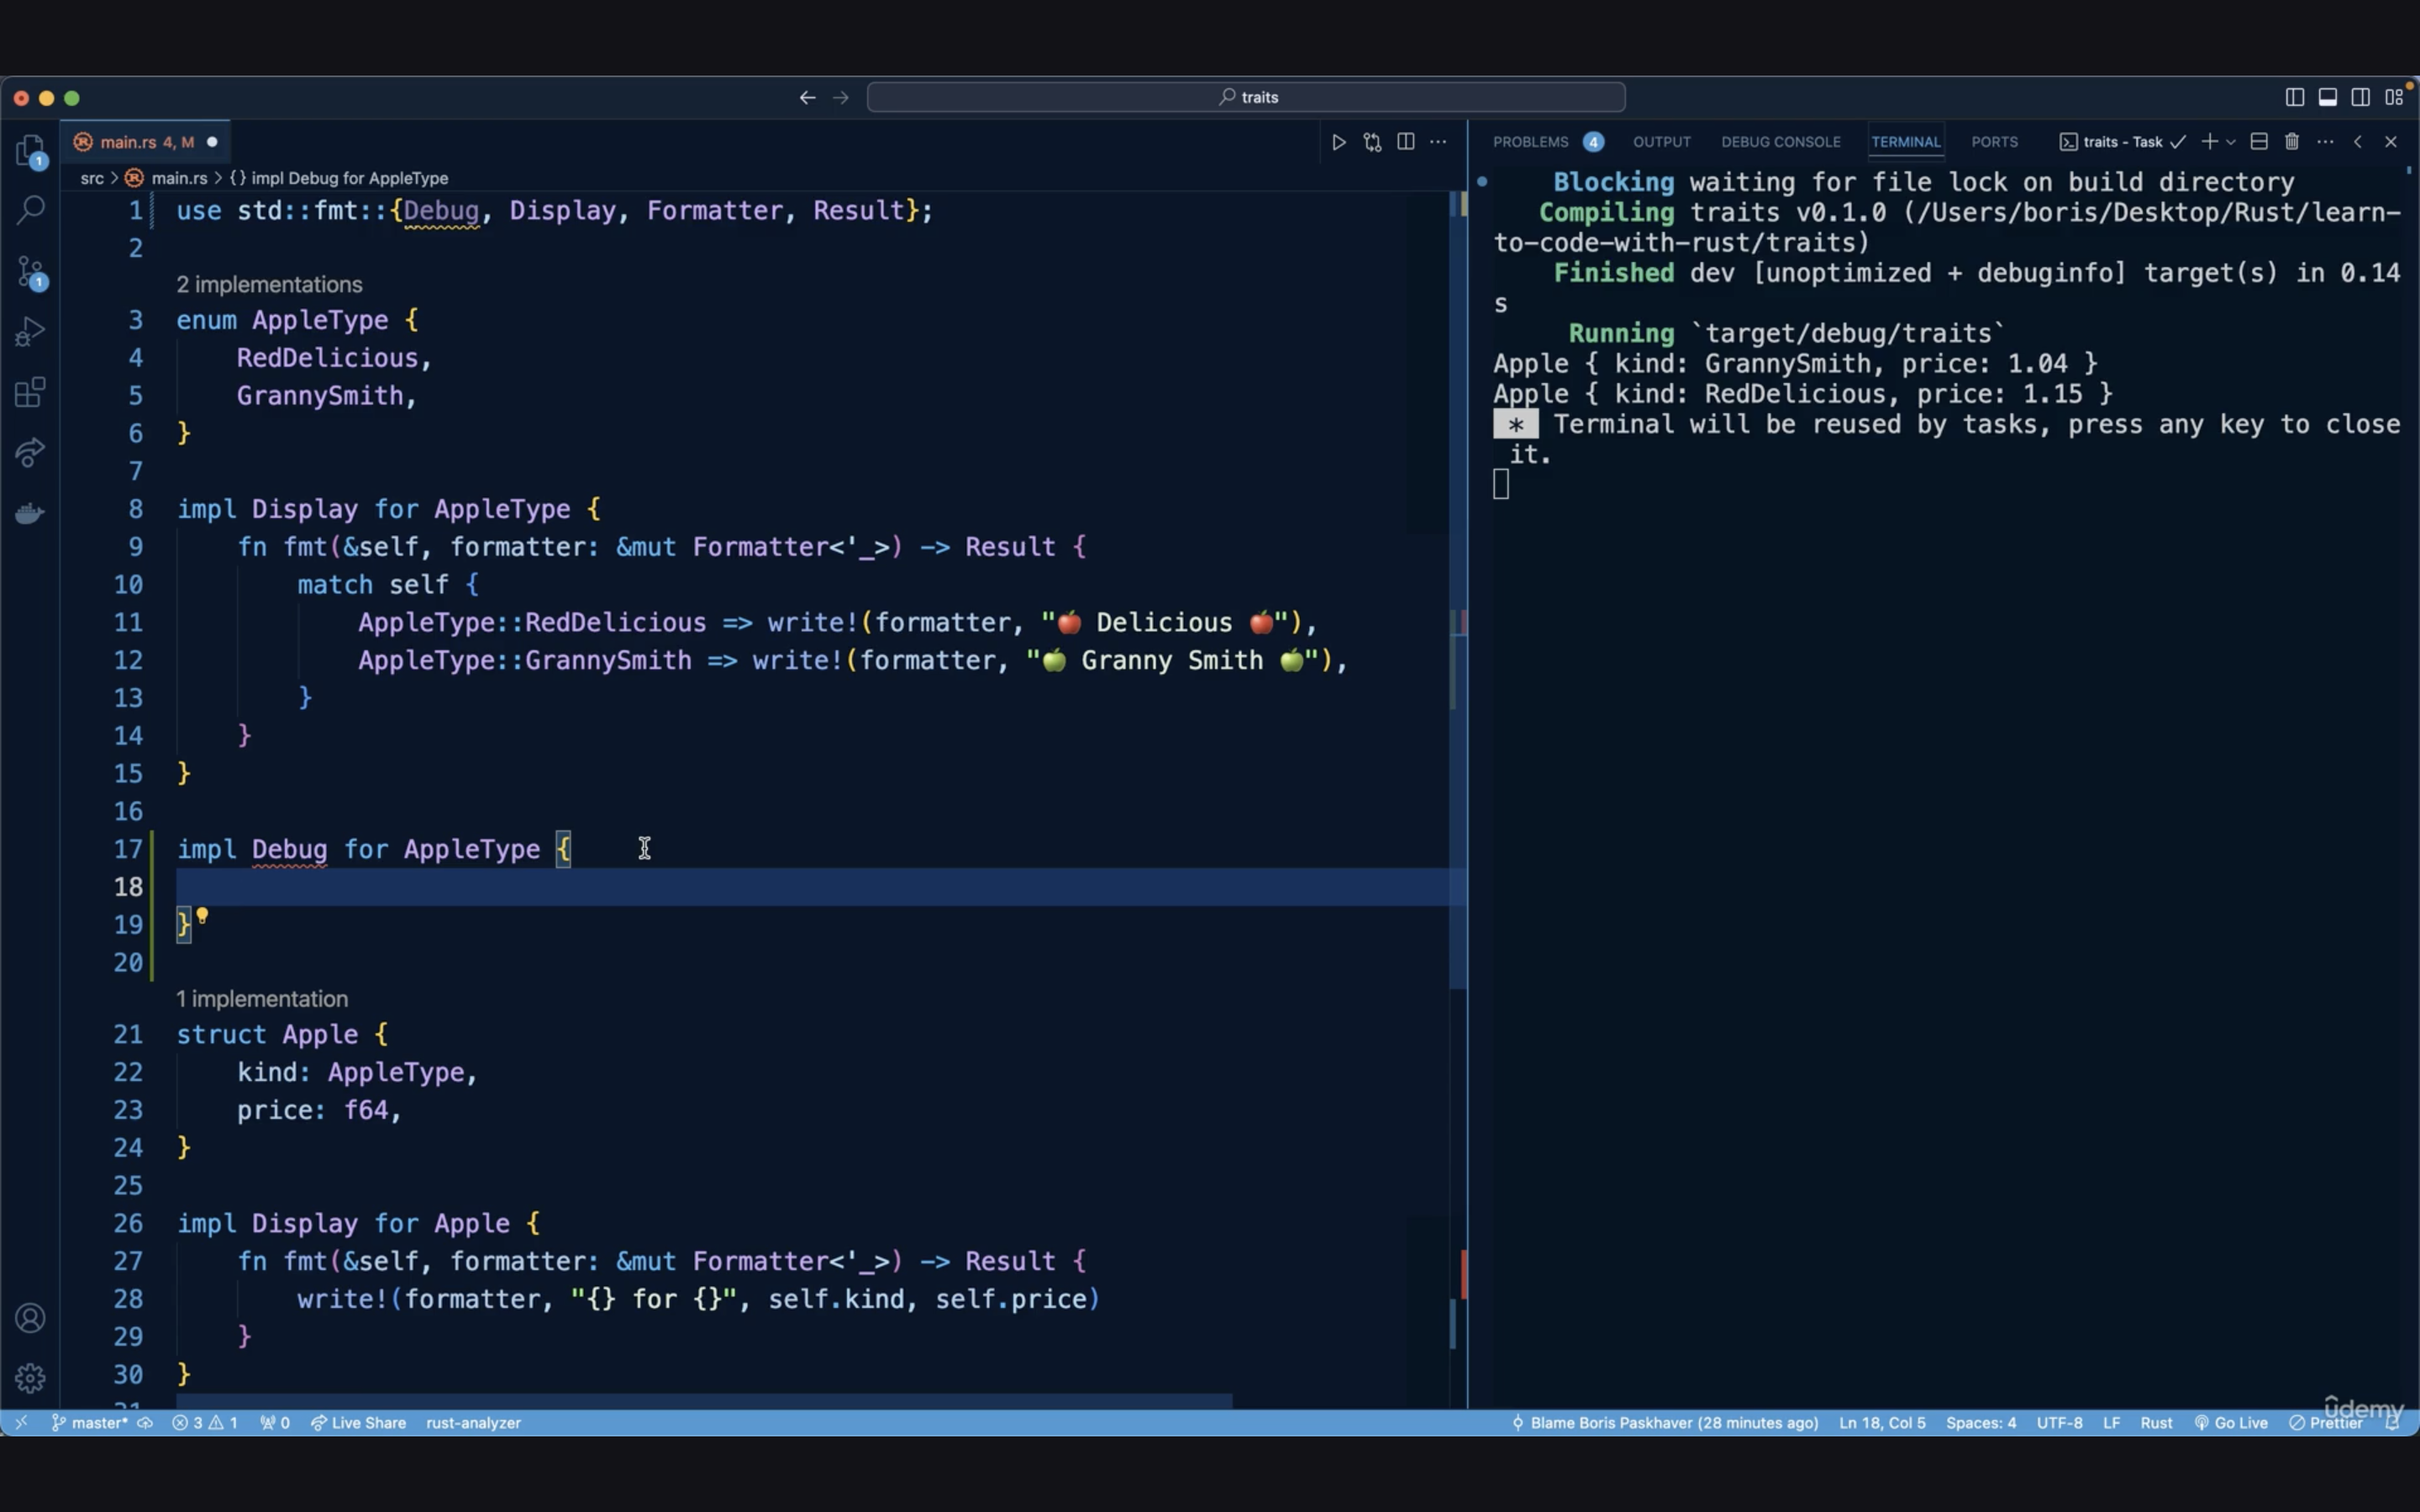 traits
main.rs 4, M
src > main.rs > {} impl Debug for AppleType
1 use std::fmt::{Debug, Display, Formatter, Result};
2
2 implementations
3 enum AppleType {
4 RedDelicious,
5 GrannySmith,
6 }
7
8 impl Display for AppleType {
9 fn fmt(&self, formatter: &mut Formatter<'_>) -> Result {
10 match self {
11 AppleType::RedDelicious => write!(formatter, "🍎 Delicious 🍎"),
12 AppleType::GrannySmith => write!(formatter, "🍏 Granny Smith 🍏"),
13 }
14 }
15 }
16
17 impl Debug for AppleType {
18
19 }
20
1 implementation
21 struct Apple {
22 kind: AppleType,
23 price: f64,
24 }
25
26 impl Display for Apple {
27 fn fmt(&self, formatter: &mut Formatter<'_>) -> Result {
28 write!(formatter, "{} for {}", self.kind, self.price)
29 }
30 }
PROBLEMS 4 OUTPUT DEBUG CONSOLE TERMINAL PORTS traits - Task
Blocking waiting for file lock on build directory
Compiling traits v0.1.0 (/Users/boris/Desktop/Rust/learn-
to-code-with-rust/traits)
Finished dev [unoptimized + debuginfo] target(s) in 0.14
s
Running `target/debug/traits`
Apple { kind: GrannySmith, price: 1.04 }
Apple { kind: RedDelicious, price: 1.15 }
* Terminal will be reused by tasks, press any key to close
it.
1
1
master* 3 1 0 Live Share rust-analyzer Blame Boris Paskhaver (28 minutes ago) Ln 18, Col 5 Spaces: 4 UTF-8 LF Rust Go Live Prettier
ûdemy